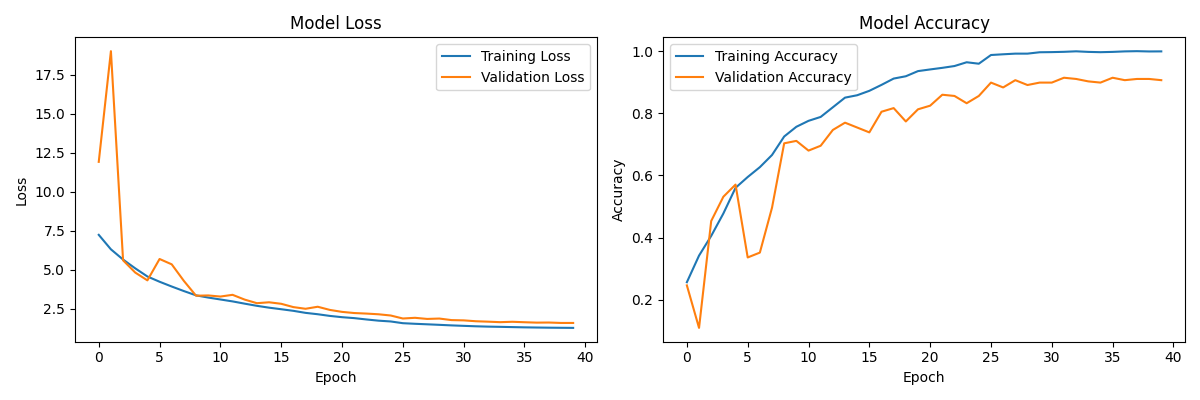 Model Loss
Training Loss
Validation Loss
17.5
15.0
12.5
10.0
7.5
5.0
2.5
Loss
0 5 10 15 20 25 30 35 40
Epoch
Model Accuracy
Training Accuracy
Validation Accuracy
1.0
0.8
0.6
0.4
0.2
Accuracy
0 5 10 15 20 25 30 35 40
Epoch